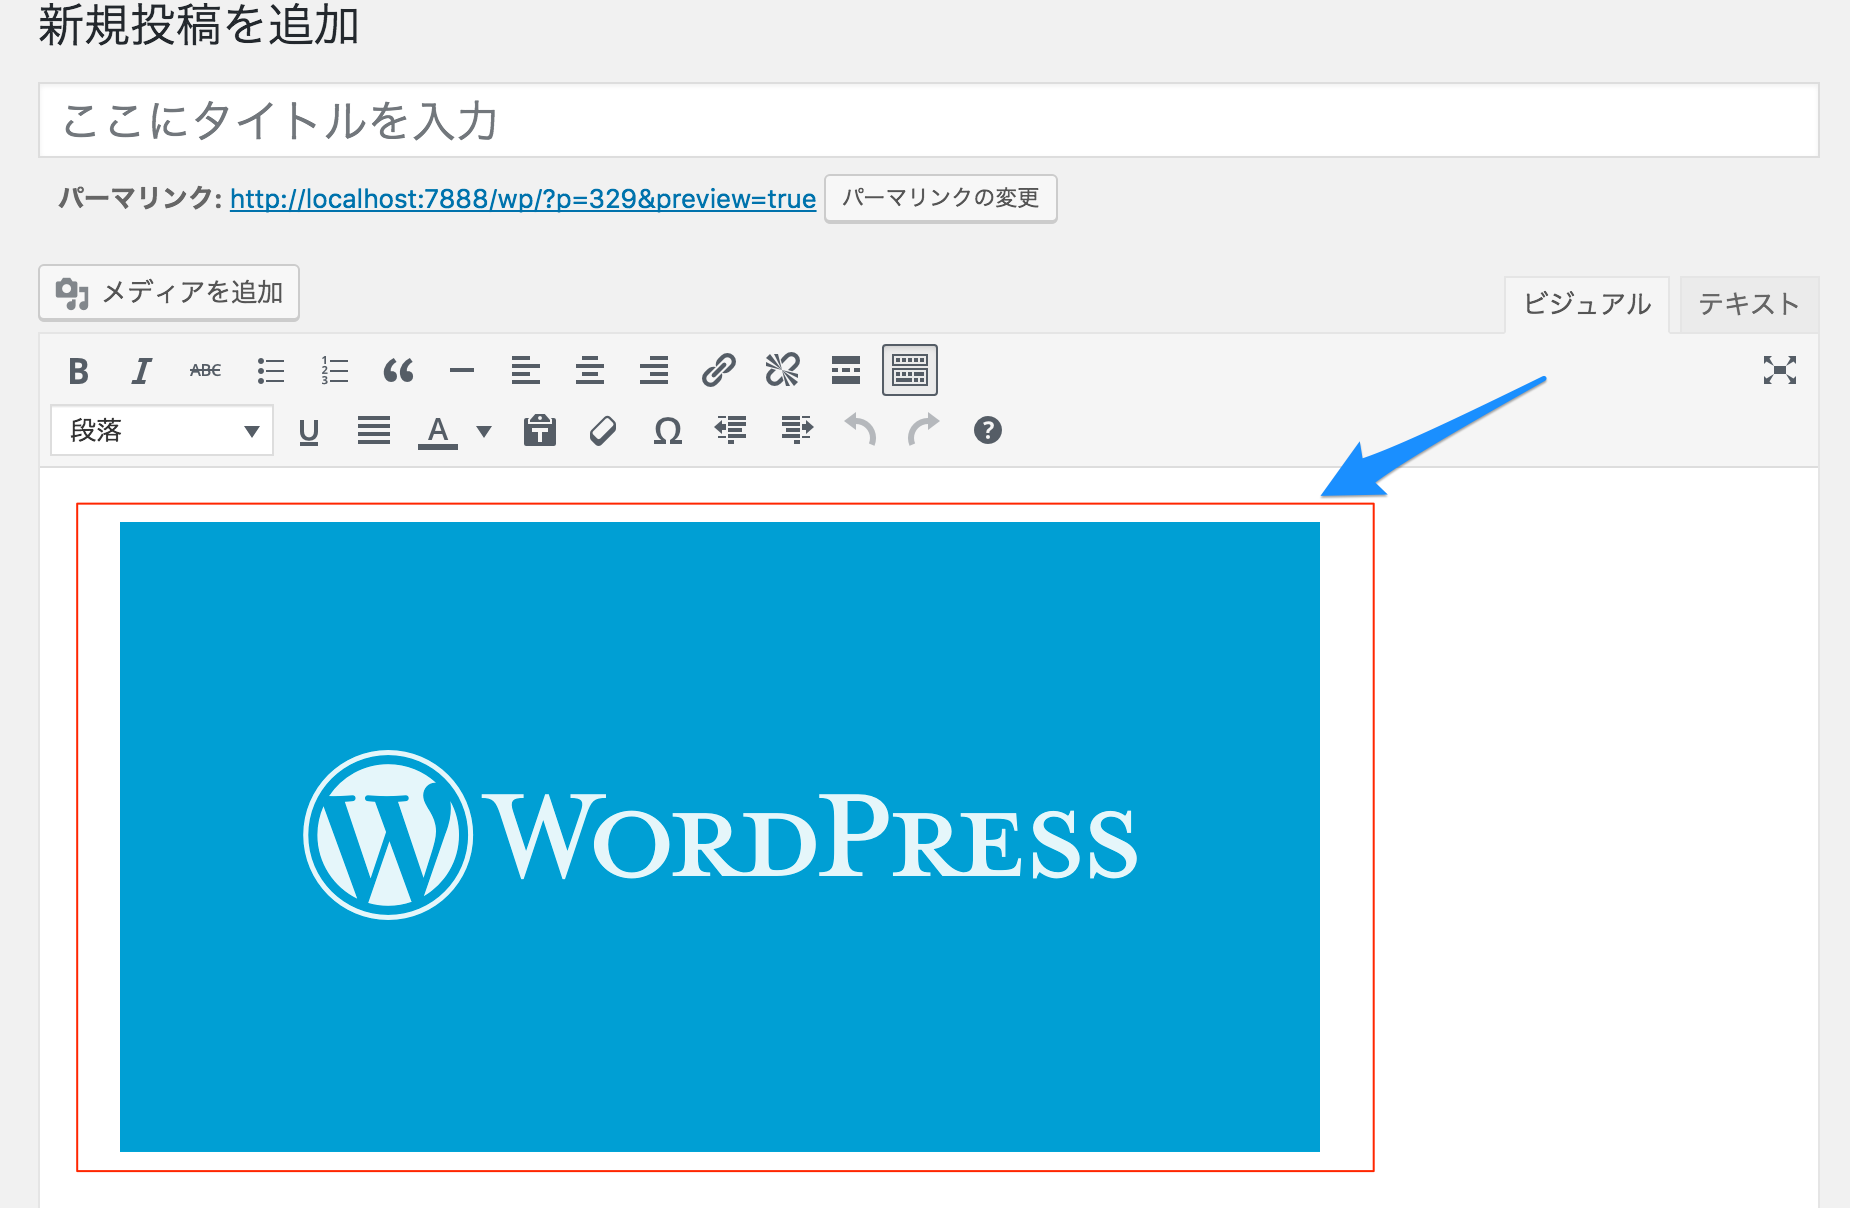 新規投稿を追加
ここにタイトルを入力
パーマリンク: http://localhost:7888/wp/?p=329&preview=true パーマリンクの変更
メディアを追加
ビジュアル テキスト
B I ABC
段落 U A T Ω ?
WORDPRESS